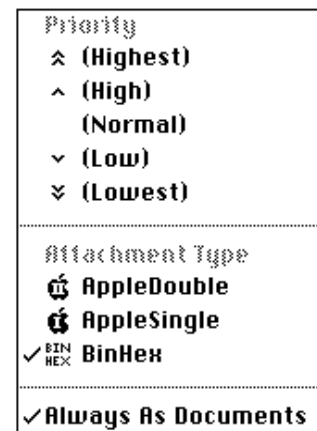 Priority
(Highest)
(High)
(Normal)
(Low)
(Lowest)
Attachment Type
AppleDouble
AppleSingle
BIN HEX BinHex
Always As Documents